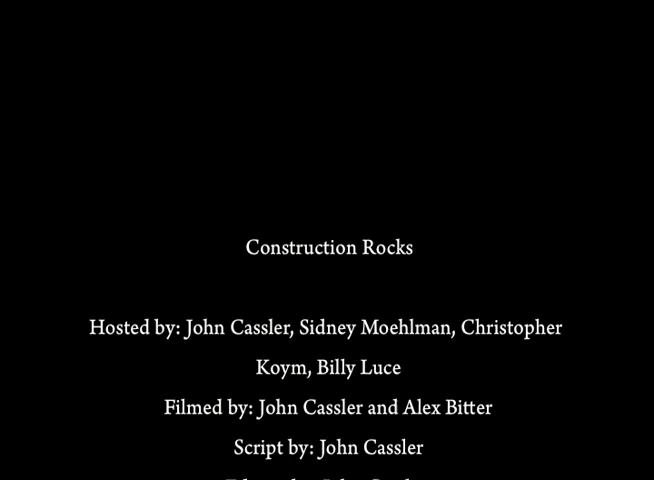 Construction Rocks
Hosted by: John Cassler, Sidney Moehlman, Christopher
Koym, Billy Luce
Filmed by: John Cassler and Alex Bitter
Script by: John Cassler